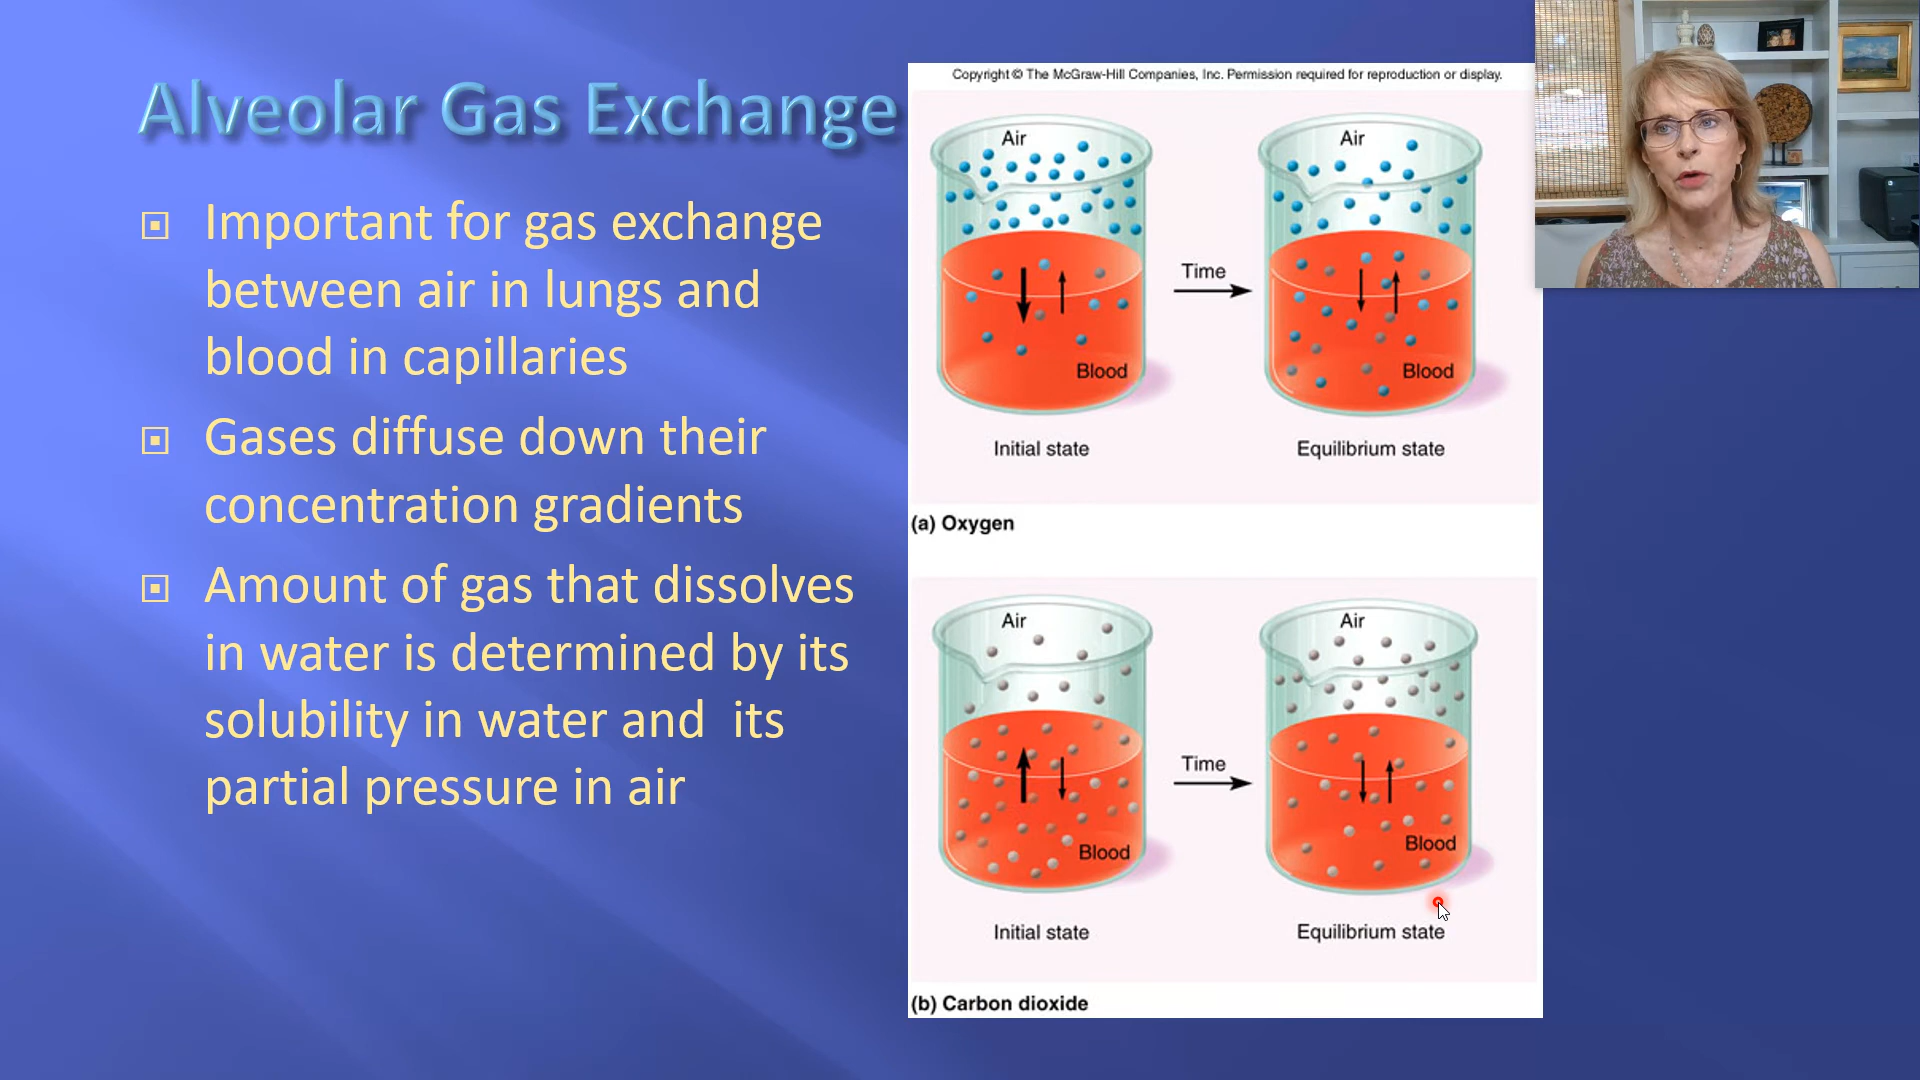 Alveolar Gas Exchange
Important for gas exchange
between air in lungs and
blood in capillaries
Gases diffuse down their
concentration gradients
Amount of gas that dissolves
in water is determined by its
solubility in water and  its
partial pressure in air
Copyright © The McGraw-Hill Companies, Inc. Permission required for reproduction or display.
Air
Air
Time
Blood
Blood
Initial state
Equilibrium state
(a) Oxygen
Air
Air
Time
Blood
Blood
Initial state
Equilibrium state
(b) Carbon dioxide